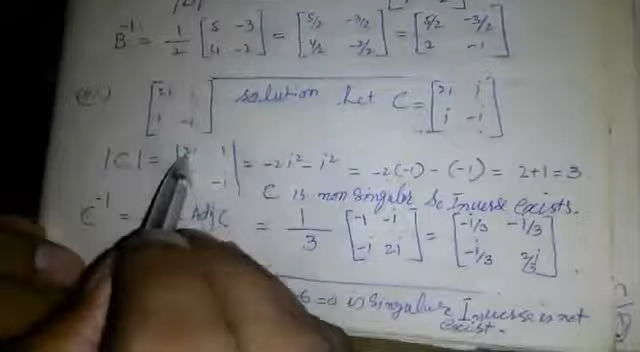 B⁻¹ = 1/2 [5 -3; 4 -2] = [5/2 -3/2; 4/2 -2/2] = [5/2 -3/2; 2 -1]
[2i i; i -i] solution Let C = [2i i; i -i]
|C| = |2i i; -i| = -2i² - i² = -2(-1) - (-1) = 2+1 = 3
C is non singular So Inverse exists.
C⁻¹ = Adj C = 1/3 [-i -i; -i 2i] = [-i/3 -i/3; -i/3 2/3 i]
=0 is singular Inverse is not
exist.